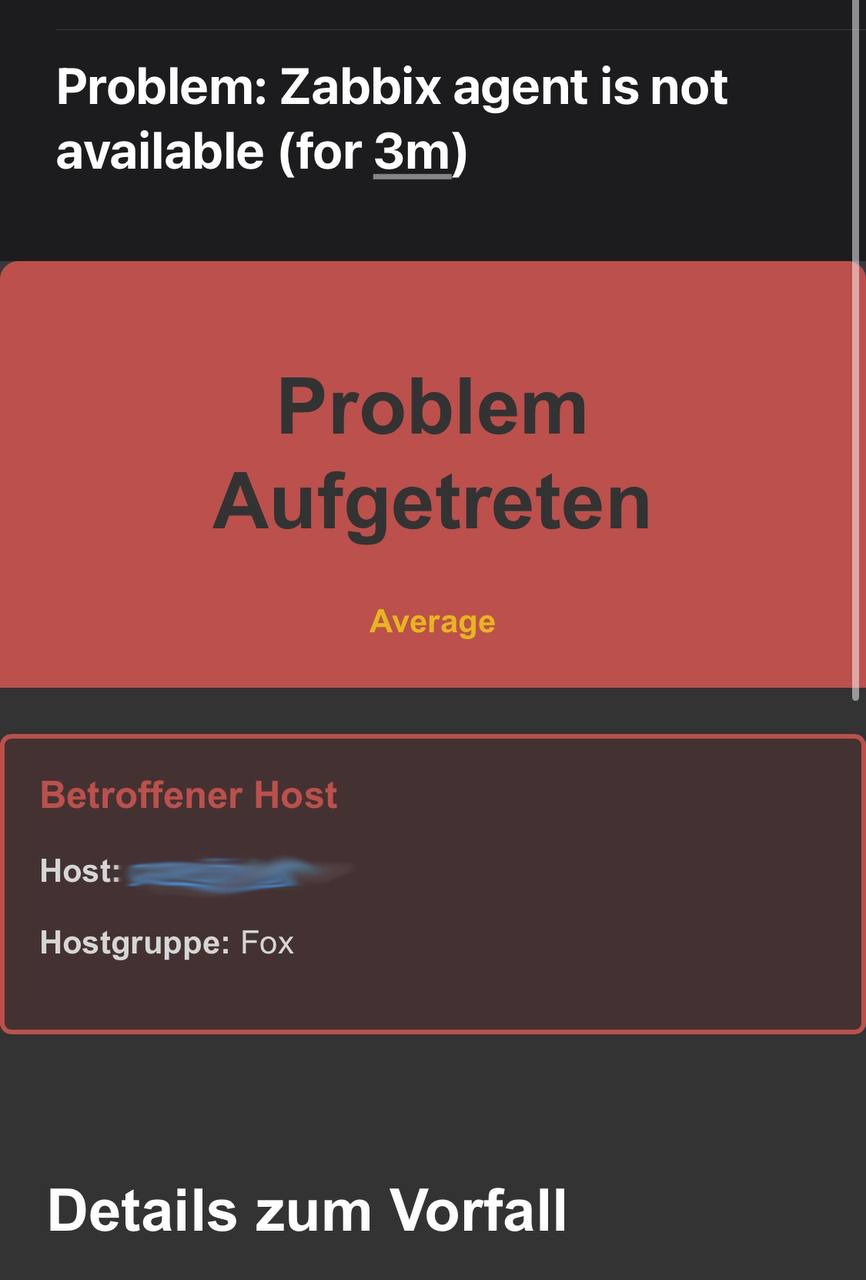 Problem: Zabbix agent is not
available (for 3m)
Problem
Aufgetreten
Average
Betroffener Host
Host:
Hostgruppe: Fox
Details zum Vorfall